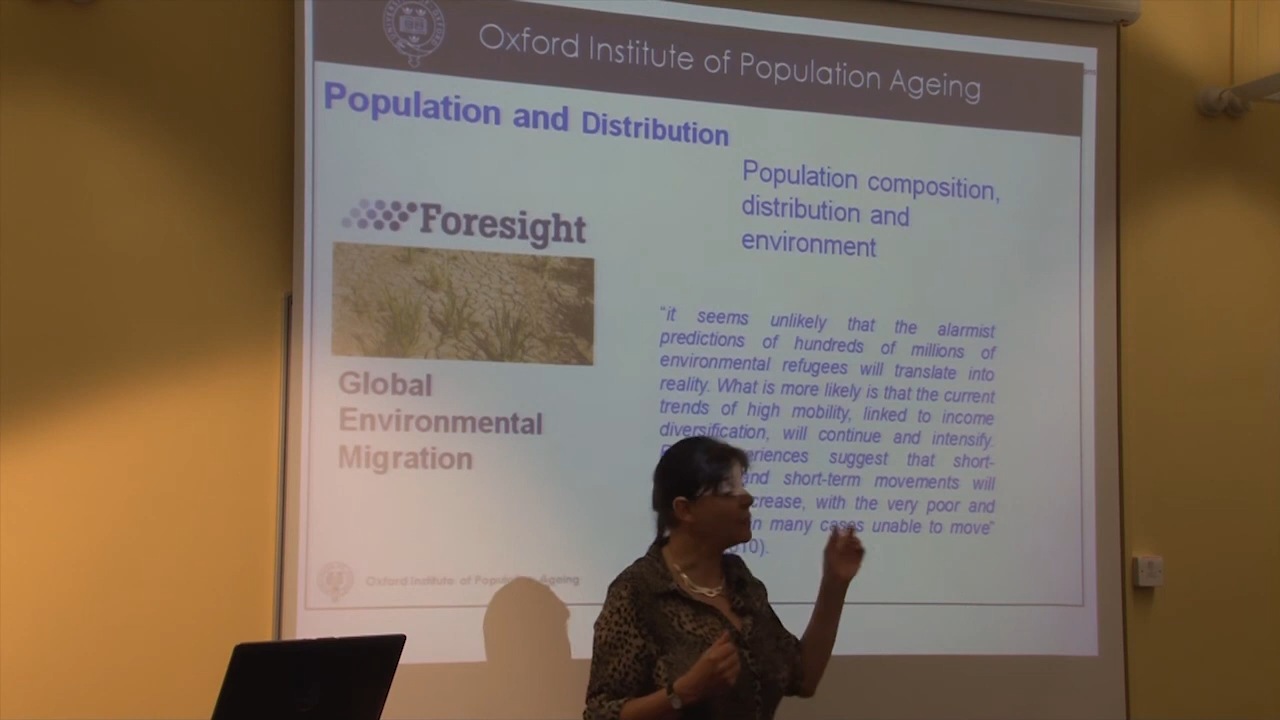 Oxford Institute of Population Ageing
Population and Distribution
Population composition,
distribution and
environment
Foresight
Global
Environmental
Migration
“it seems unlikely that the alarmist
predictions of hundreds of millions of
environmental refugees will translate into
reality. What is more likely is that the current
trends of high mobility, linked to income
diversification, will continue and intensify.
suggest that short-
and short-term movements will
with the very poor and
in many cases unable to move”
Oxford Institute of Ageing